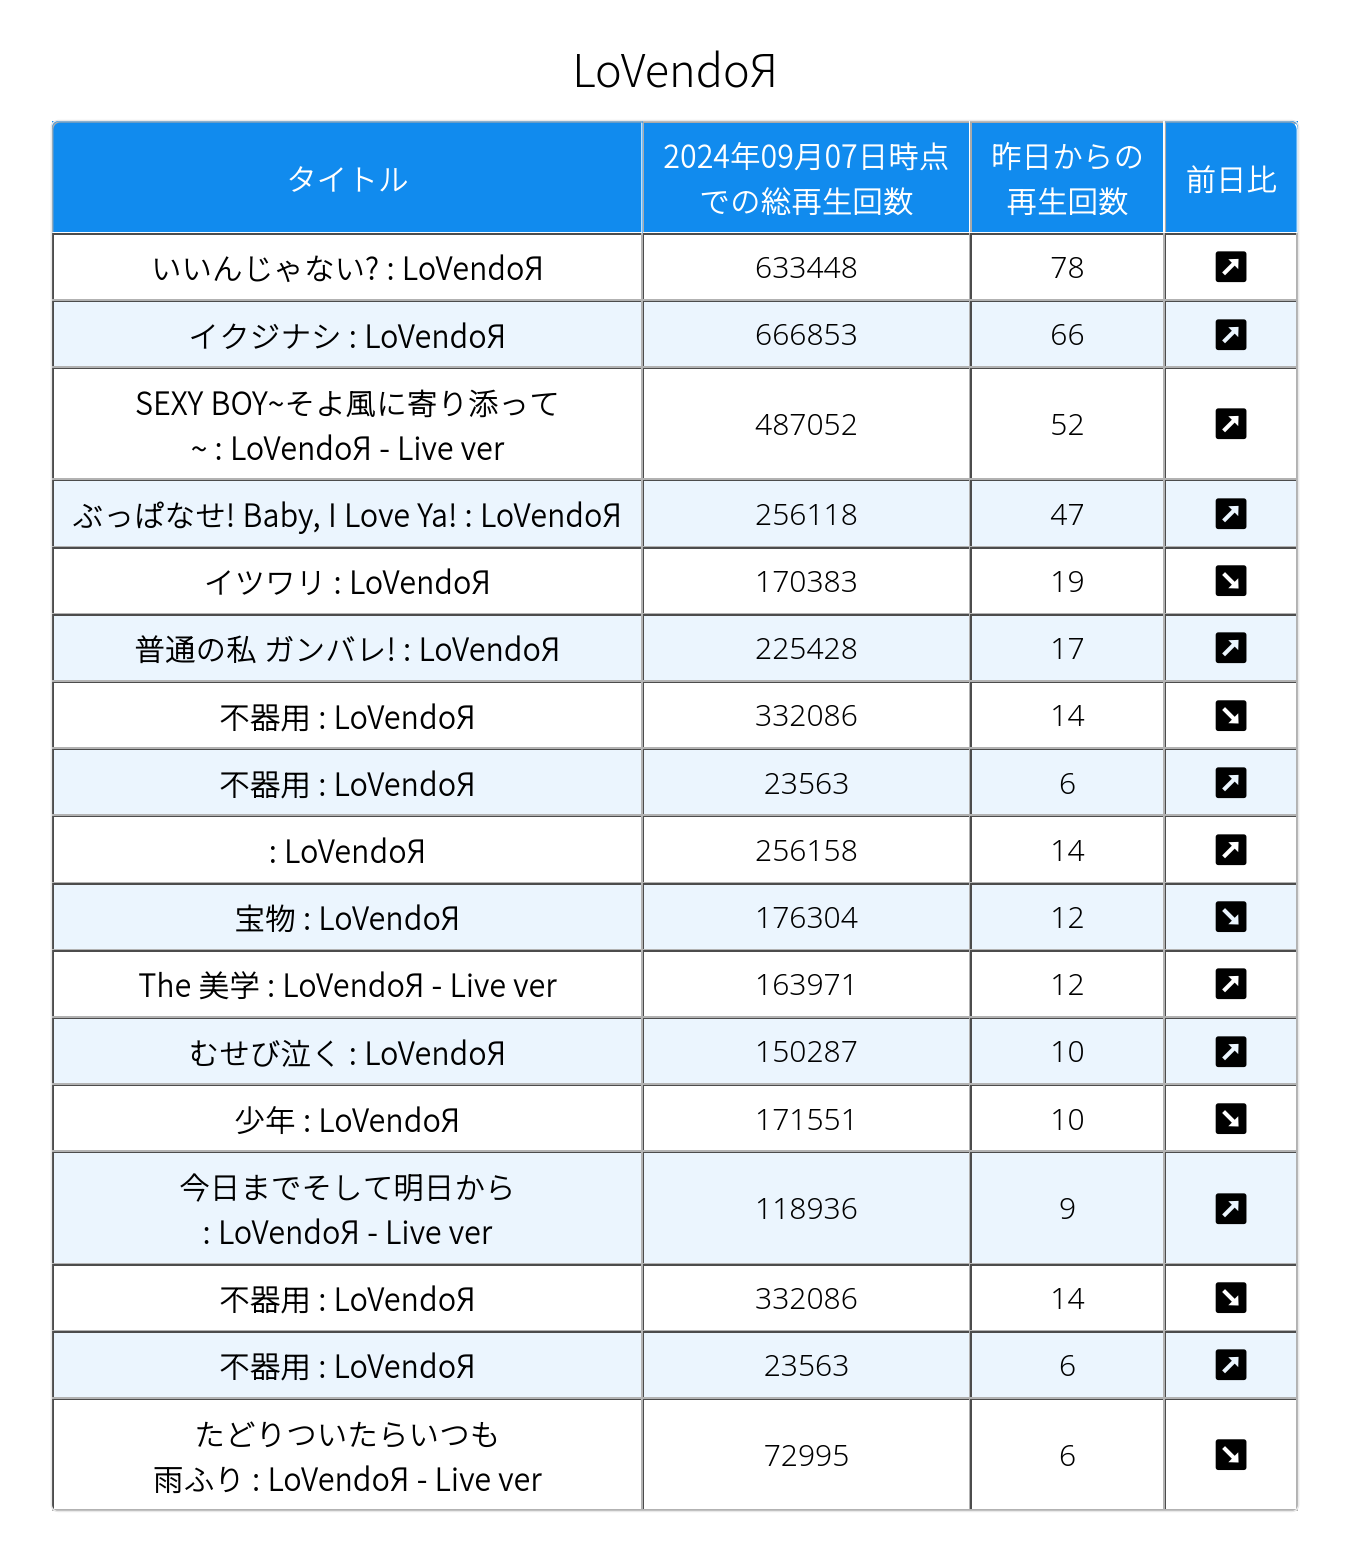 LoVendoЯ
タイトル
2024年09月07日時点
での総再生回数
昨日からの
再生回数
前日比
いいんじゃない? : LoVendoЯ 633448 78
イクジナシ : LoVendoЯ 666853 66
SEXY BOY~そよ風に寄り添って
~ : LoVendoЯ - Live ver 487052 52
ぶっぱなせ! Baby, I Love Ya! : LoVendoЯ 256118 47
イツワリ : LoVendoЯ 170383 19
普通の私 ガンバレ! : LoVendoЯ 225428 17
不器用 : LoVendoЯ 332086 14
不器用 : LoVendoЯ 23563 6
: LoVendoЯ 256158 14
宝物 : LoVendoЯ 176304 12
The 美学 : LoVendoЯ - Live ver 163971 12
むせび泣く : LoVendoЯ 150287 10
少年 : LoVendoЯ 171551 10
今日までそして明日から
: LoVendoЯ - Live ver 118936 9
不器用 : LoVendoЯ 332086 14
不器用 : LoVendoЯ 23563 6
たどりついたらいつも
雨ふり : LoVendoЯ - Live ver 72995 6